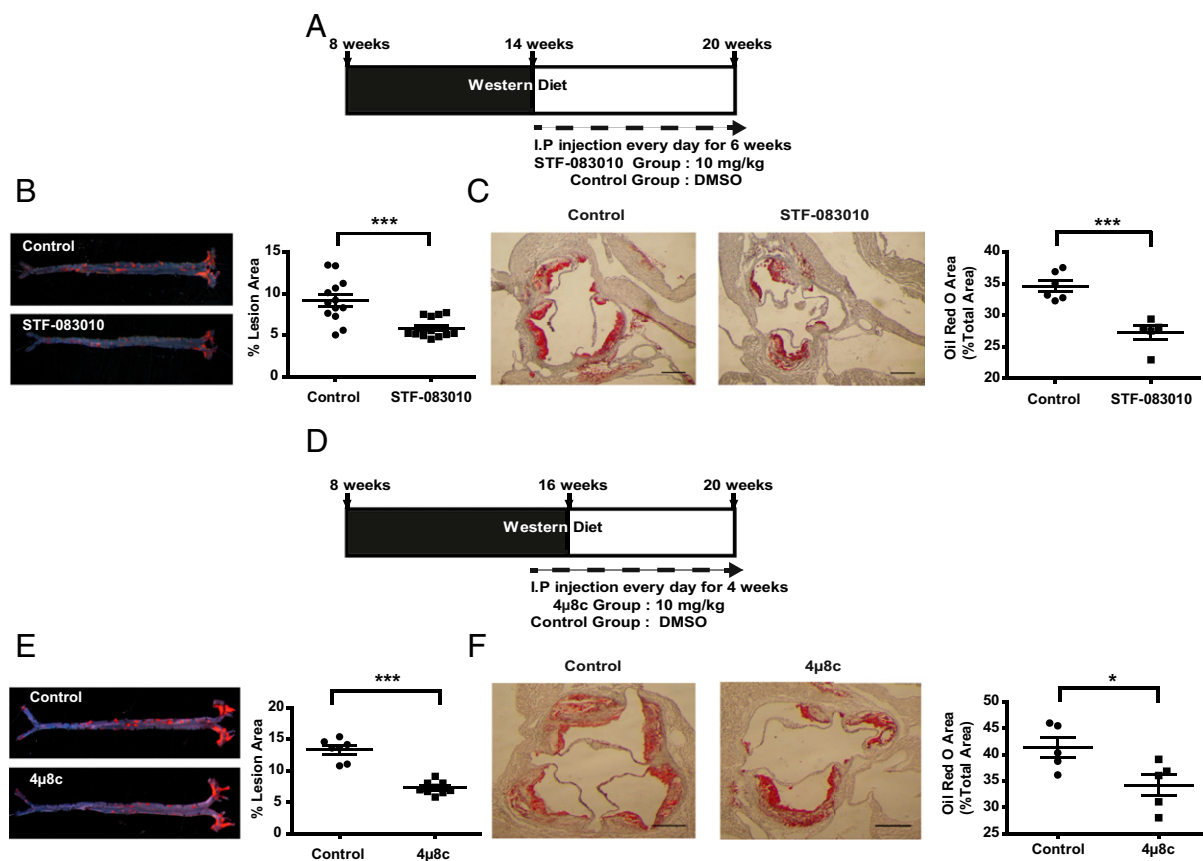 A
8 weeks
14 weeks
20 weeks
Western Diet
I.P injection every day for 6 weeks
STF-083010 Group : 10 mg/kg
Control Group : DMSO
B
Control
STF-083010
***
% Lesion Area
15
10
5
0
Control
STF-083010
C
Control
STF-083010
***
Oil Red O Area
(%Total Area)
40
35
30
25
20
Control
STF-083010
D
8 weeks
16 weeks
20 weeks
Western Diet
I.P injection every day for 4 weeks
4µ8c Group : 10 mg/kg
Control Group : DMSO
E
Control
4µ8c
***
% Lesion Area
20
15
10
5
0
Control
4µ8c
F
Control
4µ8c
*
Oil Red O Area
(%Total Area)
50
45
40
35
30
25
Control
4µ8c